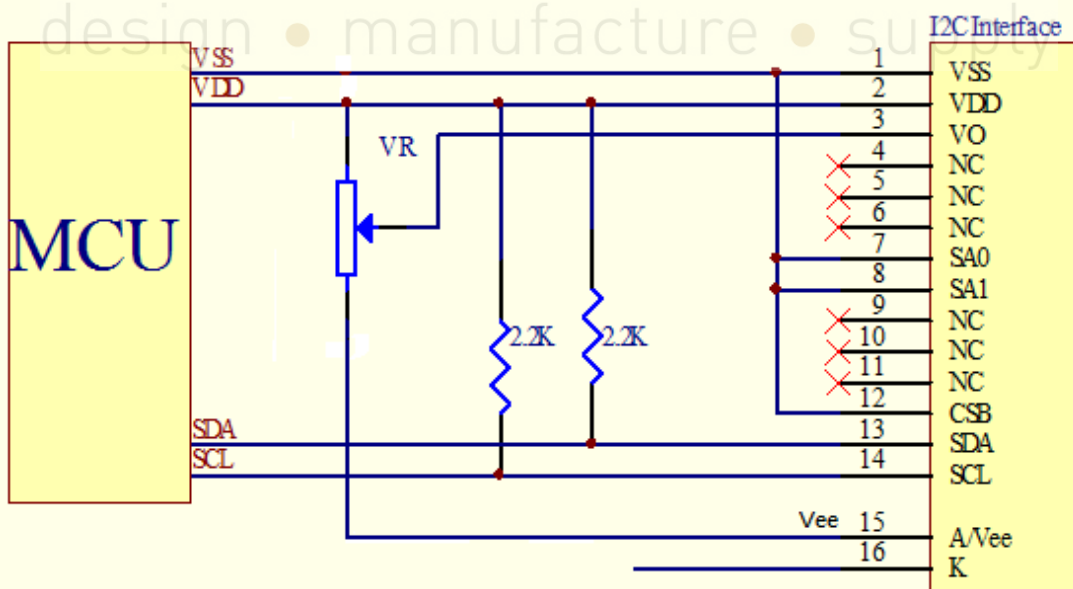 design • manufacture • supply
I2C Interface
VSS 1 VSS
VDD 2 VDD
3 VO
VR
4 NC
5 NC
6 NC
MCU
7 SA0
8 SA1
9 NC
2.2K 2.2K
10 NC
11 NC
12 CSB
SDA 13 SDA
SCL 14 SCL
Vee 15 A/Vee
16 K